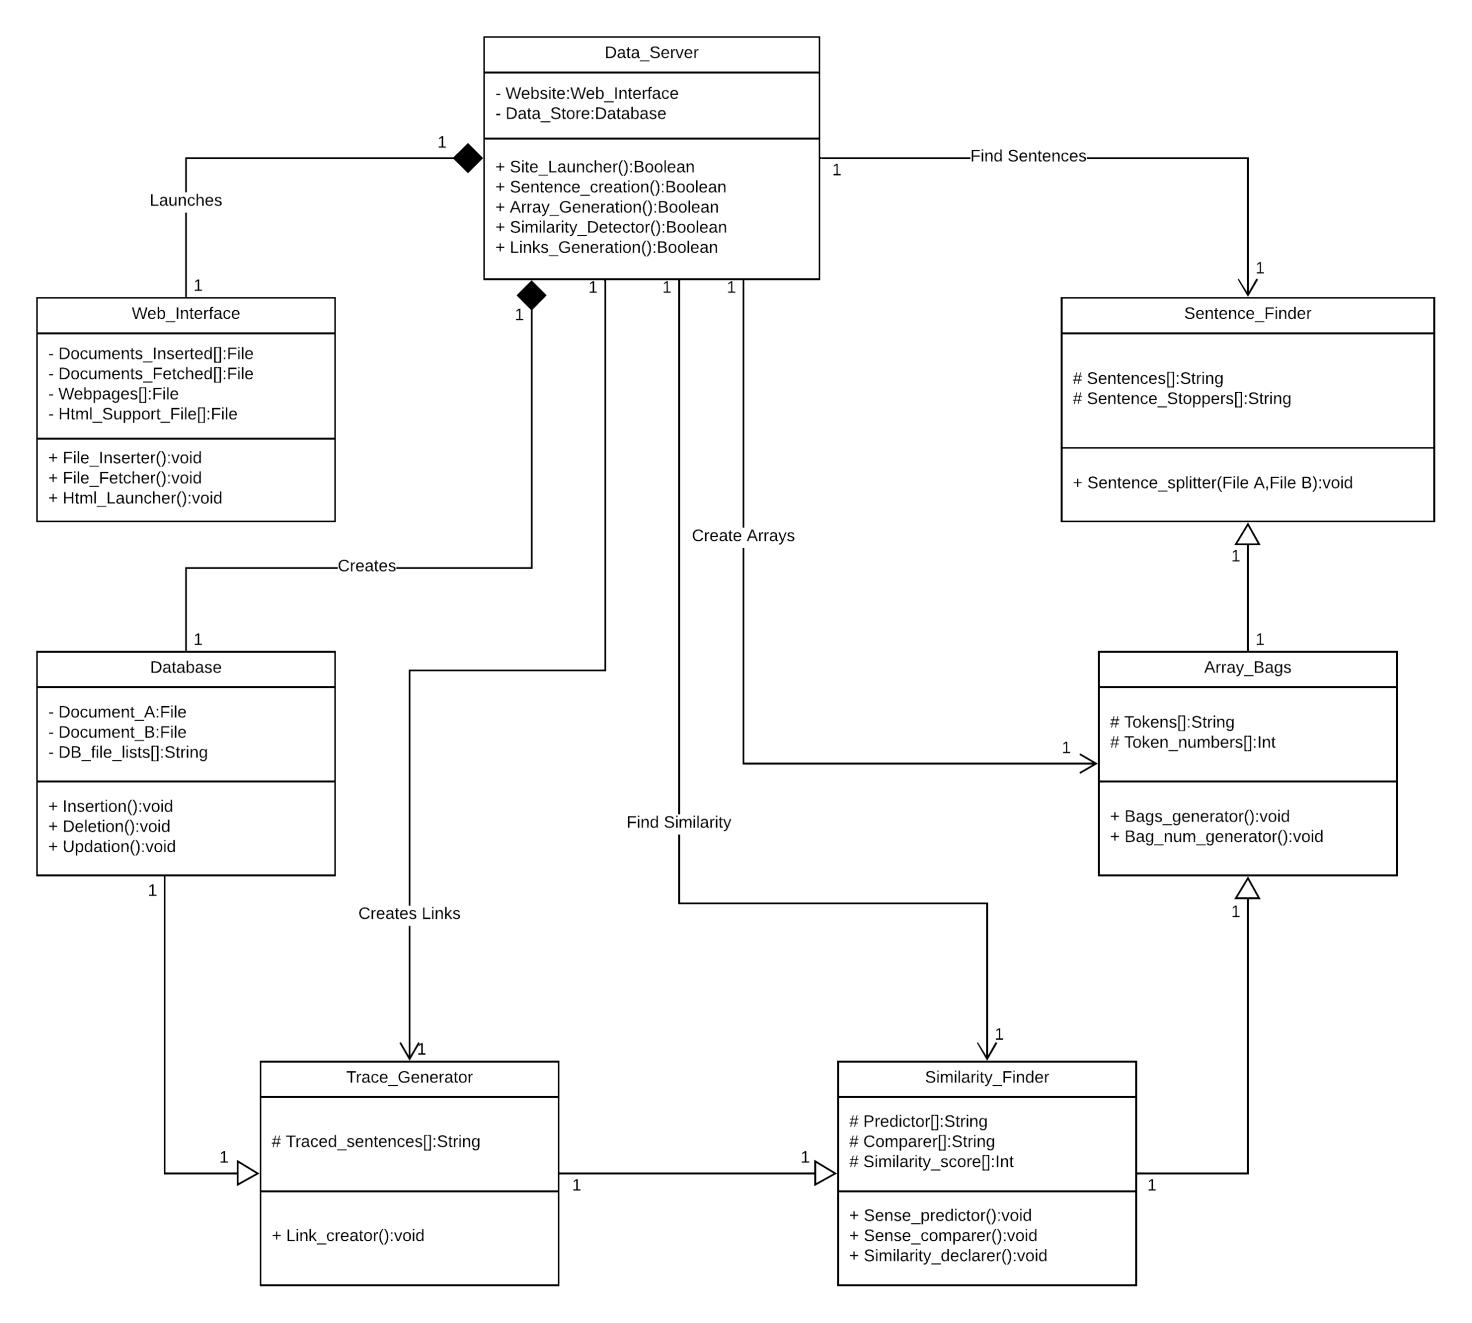 Data_Server
- Website:Web_Interface
- Data_Store:Database
+ Site_Launcher():Boolean
+ Sentence_creation():Boolean
+ Array_Generation():Boolean
+ Similarity_Detector():Boolean
+ Links_Generation():Boolean
1
Launches
1
1
Find Sentences
1
1
1
1
1
Web_Interface
- Documents_Inserted[]:File
- Documents_Fetched[]:File
- Webpages[]:File
- Html_Support_File[]:File
+ File_Inserter():void
+ File_Fetcher():void
+ Html_Launcher():void
Sentence_Finder
# Sentences[]:String
# Sentence_Stoppers[]:String
+ Sentence_splitter(File A,File B):void
Create Arrays
1
Creates
1
1
Database
- Document_A:File
- Document_B:File
- DB_file_lists[]:String
+ Insertion():void
+ Deletion():void
+ Updation():void
1
Array_Bags
# Tokens[]:String
# Token_numbers[]:Int
+ Bags_generator():void
+ Bag_num_generator():void
Find Similarity
1
Creates Links
1
1
1
Trace_Generator
# Traced_sentences[]:String
+ Link_creator():void
1
1
1
Similarity_Finder
# Predictor[]:String
# Comparer[]:String
# Similarity_score[]:Int
+ Sense_predictor():void
+ Sense_comparer():void
+ Similarity_declarer():void
1